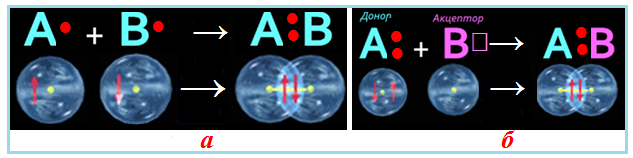 A• + B• → A:B
Донор Акцептор
A: + B□ → A:B
а
б